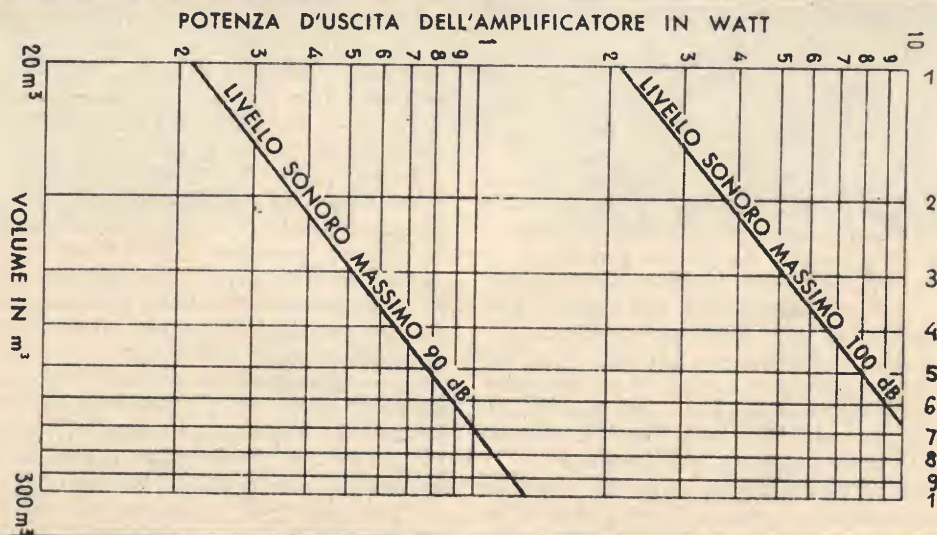 POTENZA D'USCITA DELL'AMPLIFICATORE IN WATT
2 3 4 5 6 7 8 9 1 2 3 4 5 6 7 8 9 10
20 m³
VOLUME IN m³
300 m³
LIVELLO SONORO MASSIMO 90 dB
LIVELLO SONORO MASSIMO 100 dB
1
2
3
4
5
6
7
8
9
1